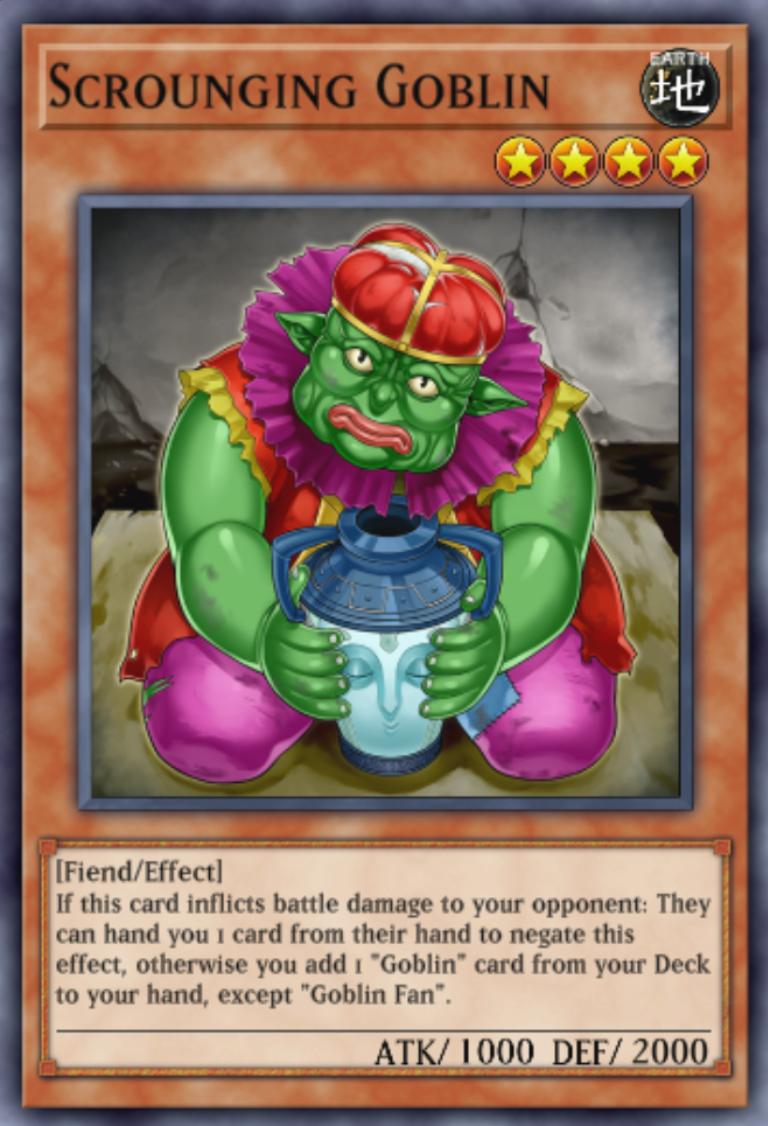 SCROUNGING GOBLIN
EARTH
地
[Fiend/Effect]
If this card inflicts battle damage to your opponent: They
can hand you 1 card from their hand to negate this
effect, otherwise you add 1 "Goblin" card from your Deck
to your hand, except "Goblin Fan".
ATK/ 1000 DEF/ 2000